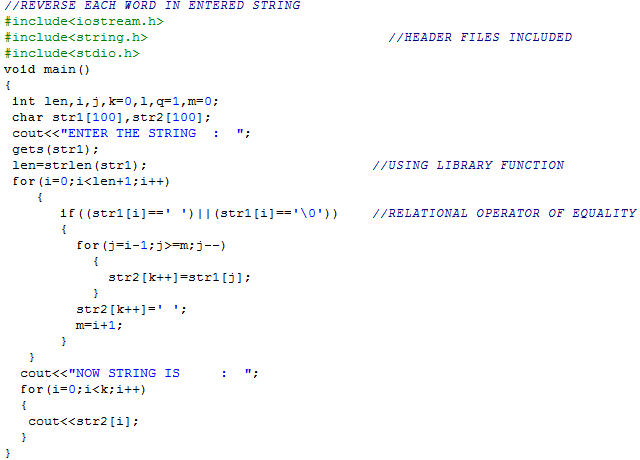 //REVERSE EACH WORD IN ENTERED STRING
#include<iostream.h>
#include<string.h> //HEADER FILES INCLUDED
#include<stdio.h>
void main()
{
int len,i,j,k=0,l,q=1,m=0;
char str1[100],str2[100];
cout<<"ENTER THE STRING  :  ";
gets(str1);
len=strlen(str1); //USING LIBRARY FUNCTION
for(i=0;i<len+1;i++)
{
if((str1[i]==' ')||(str1[i]=='\0')) //RELATIONAL OPERATOR OF EQUALITY
{
for(j=i-1;j>=m;j--)
{
str2[k++]=str1[j];
}
str2[k++]=' ';
m=i+1;
}
}
cout<<"NOW STRING IS     :  ";
for(i=0;i<k;i++)
{
cout<<str2[i];
}
}